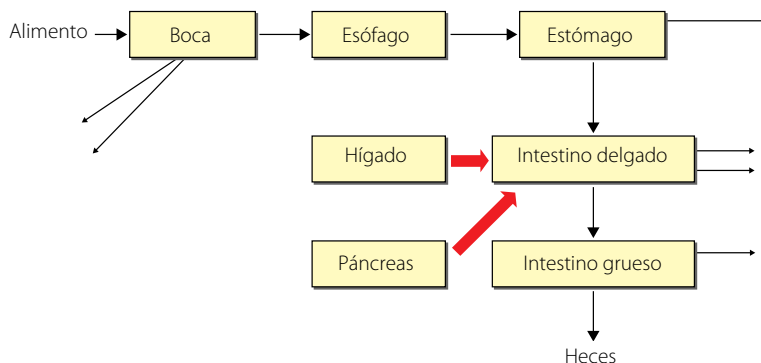 Alimento
Boca
Esófago
Estómago
Hígado
Intestino delgado
Páncreas
Intestino grueso
Heces